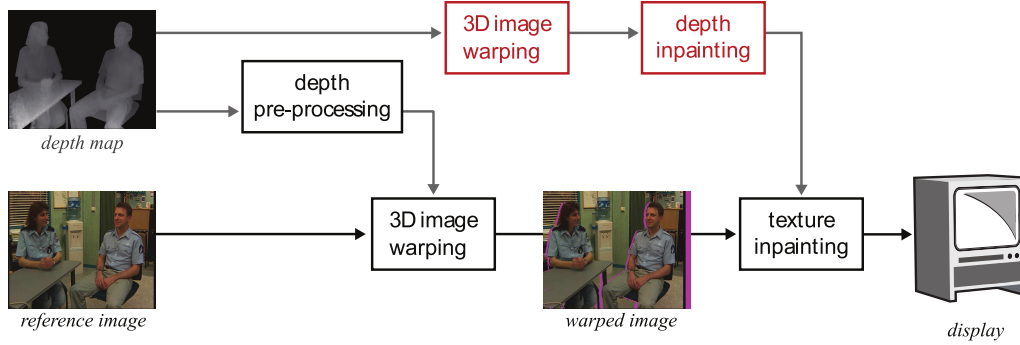 3D image
warping
depth
inpainting
depth
pre-processing
depth map
3D image
warping
texture
inpainting
reference image
warped image
display